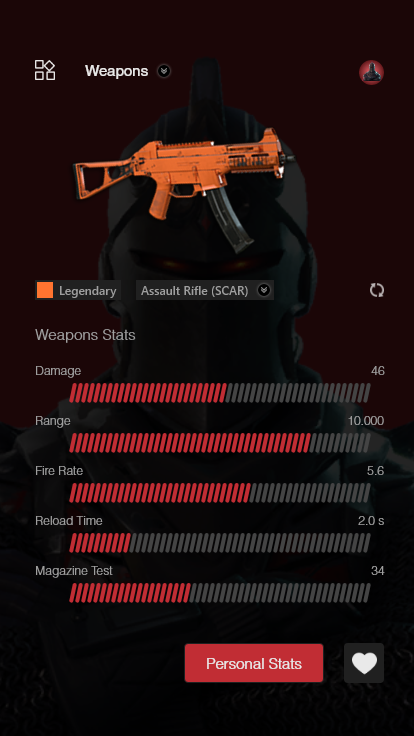 Weapons
Legendary
Assault Rifle (SCAR)
Weapons Stats
Damage 46
Range 10.000
Fire Rate 5.6
Reload Time 2.0 s
Magazine Test 34
Personal Stats